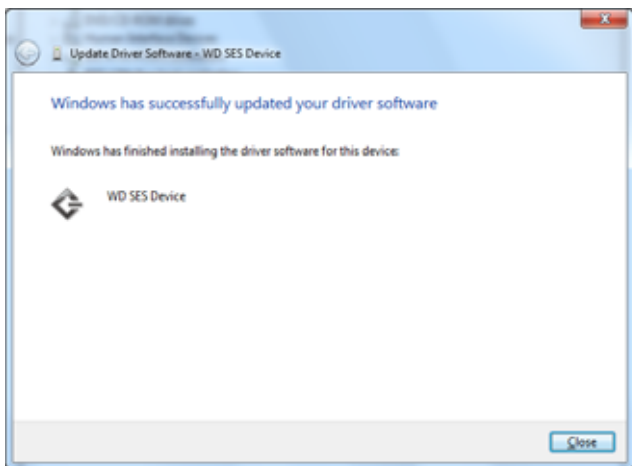 Update Driver Software - WD SES Device
Windows has successfully updated your driver software
Windows has finished installing the driver software for this device:
WD SES Device
Close